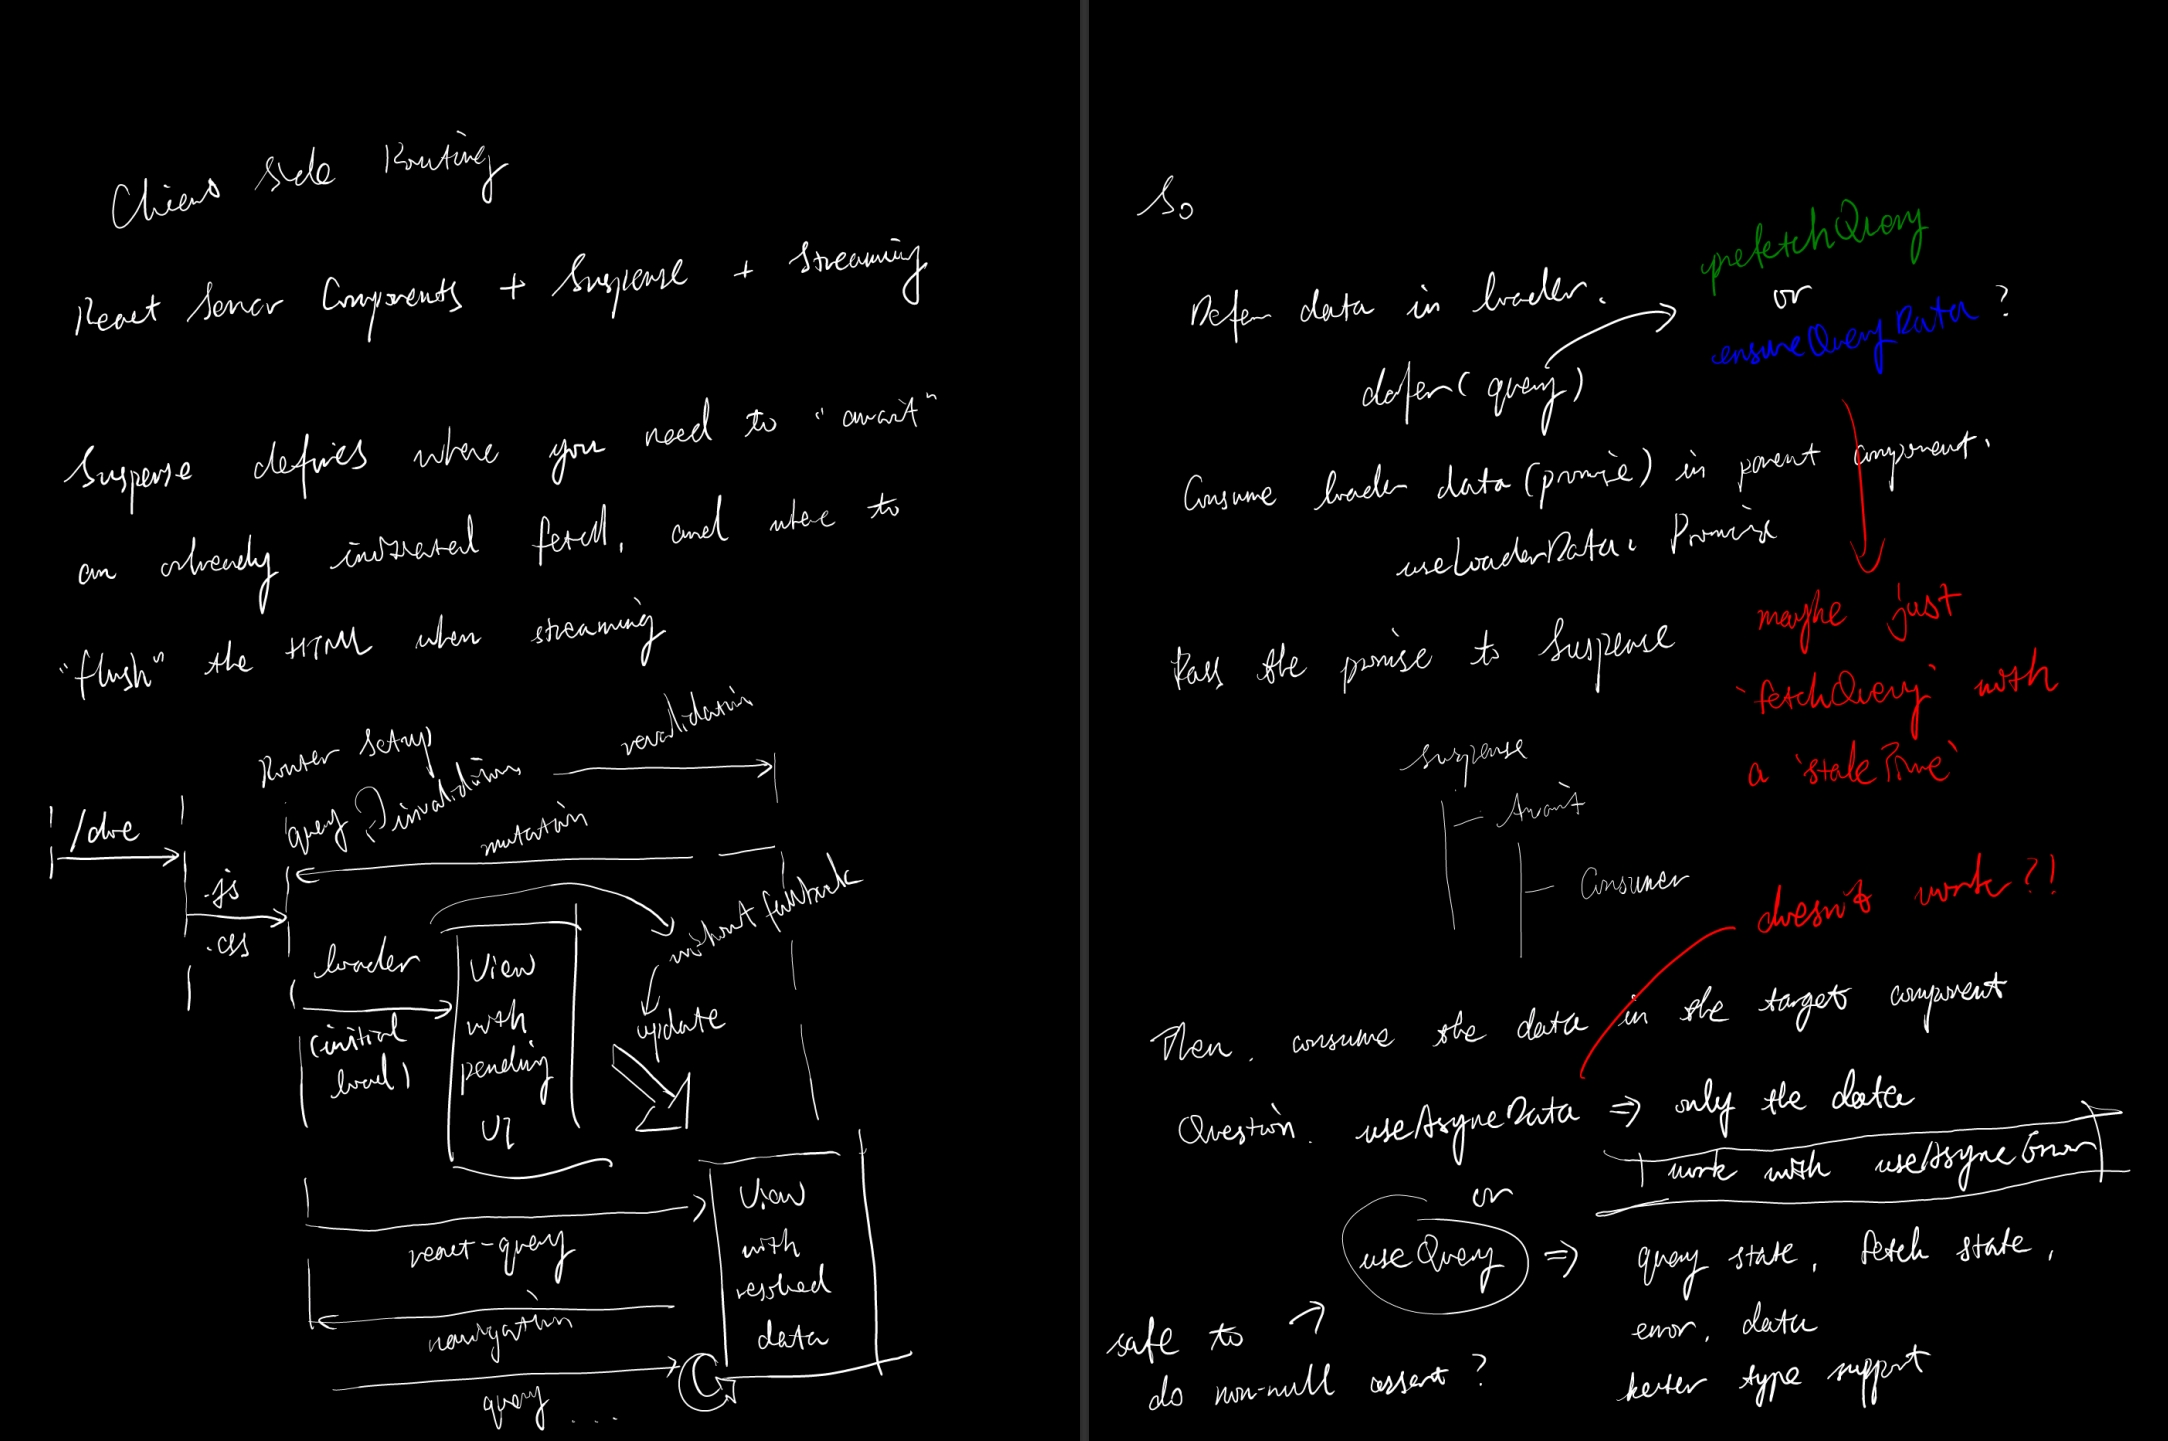 Client Side Routing
React Server Components + Suspense + Streaming
Suspense defines where you need to "await"
an already initiated fetch, and where to
"flush" the HTML when streaming
Router Setup
query invalidation
revalidation
mutation
/doc
.js
.css
loader
(initial
load)
View
with
pending
UI
without fallback
update
react-query
navigation
query ...
View
with
resolved
data
So
Defer data in loader.
defer(query)
prefetchQuery
or
ensureQueryData?
Consume loader data (promise) in parent component.
useLoaderData: Promise
Pass the promise to Suspense
maybe just
`fetchQuery` with
a `staleTime`
Suspense
Await
Consumer
doesn't work?!
Then, consume the data in the target component
Question. useAsyncData ⇒ only the data
work with useAsyncError
or
useQuery ⇒ query state, fetch state,
error, data
better type support
safe to
do non-null assert?